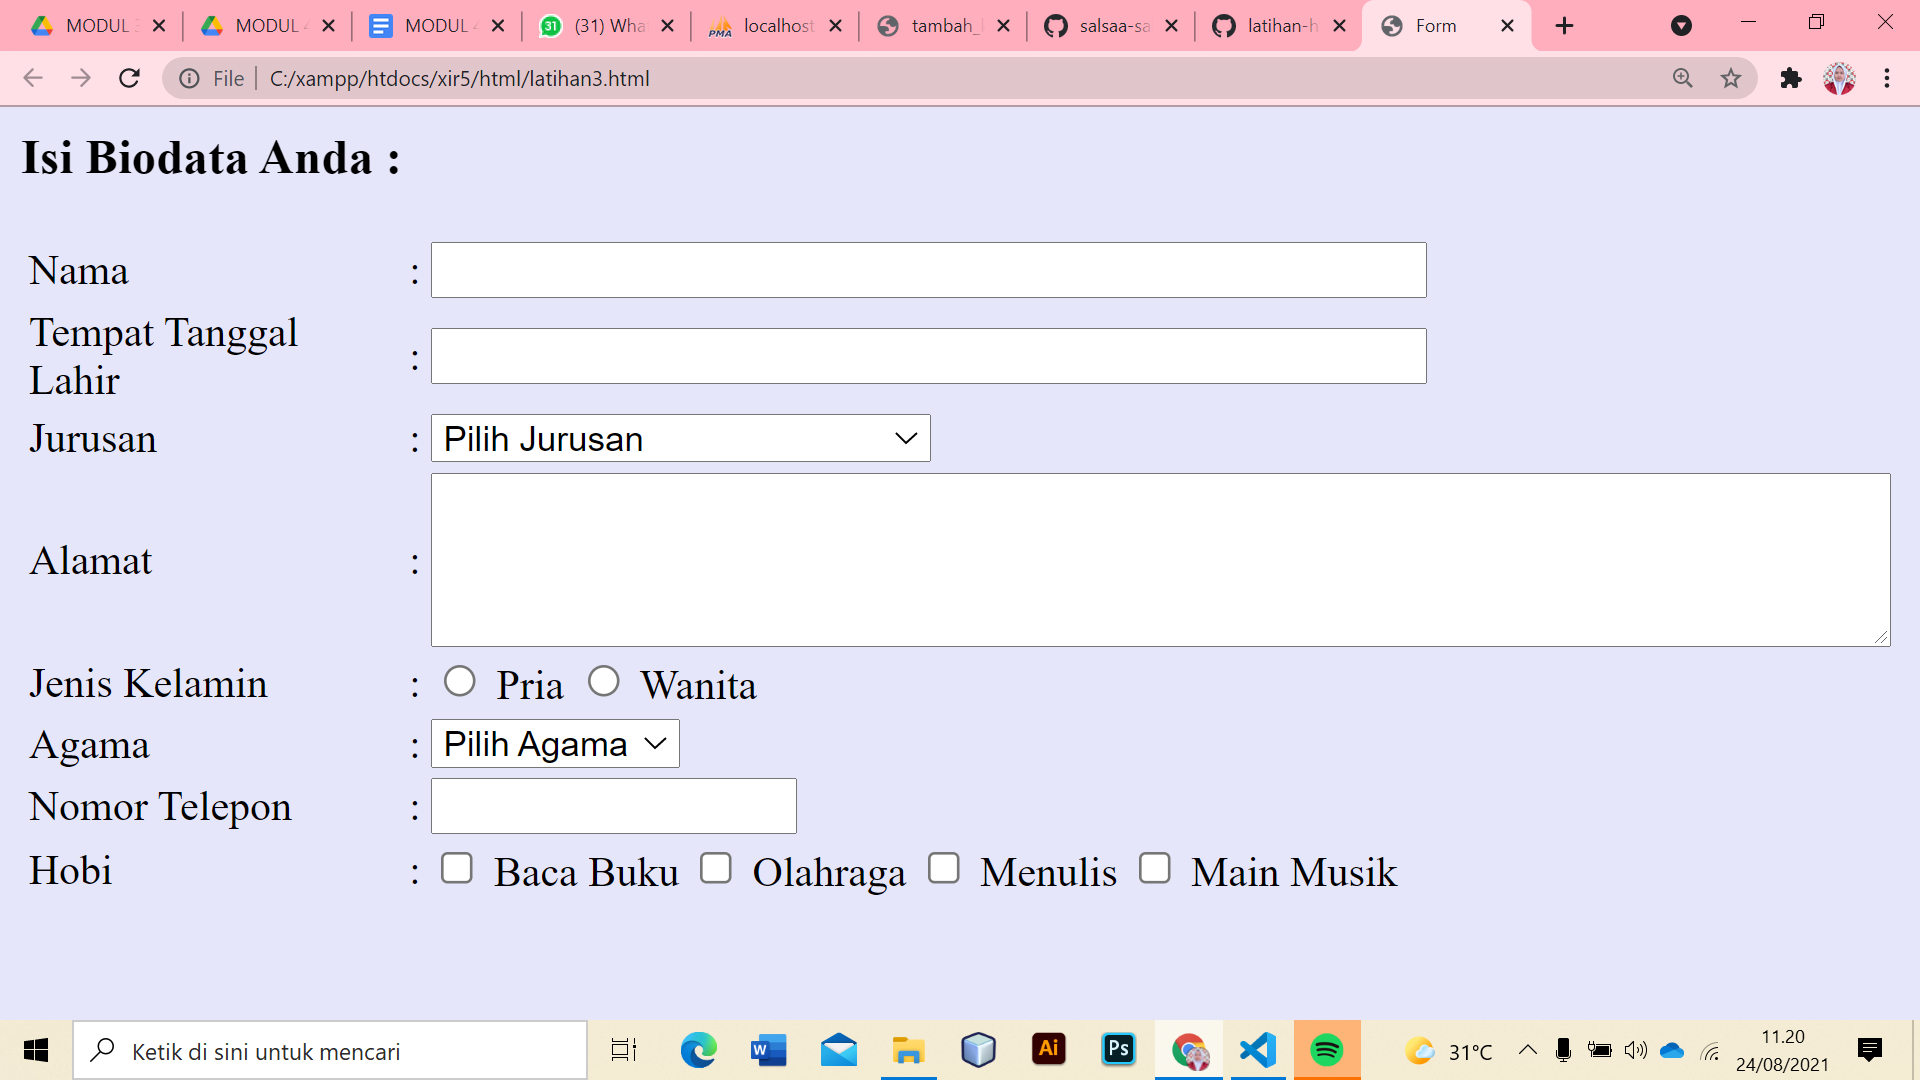 MODUL 3
MODUL 4
MODUL 4
(31) Wha
localhost
tambah_
salsaa-sa
latihan-h
Form
File
C:/xampp/htdocs/xir5/html/latihan3.html
Isi Biodata Anda :
Nama :
Tempat Tanggal
Lahir :
Jurusan : Pilih Jurusan
Alamat :
Jenis Kelamin : Pria Wanita
Agama : Pilih Agama
Nomor Telepon :
Hobi : Baca Buku Olahraga Menulis Main Musik
Ketik di sini untuk mencari
31°C
11.20
24/08/2021